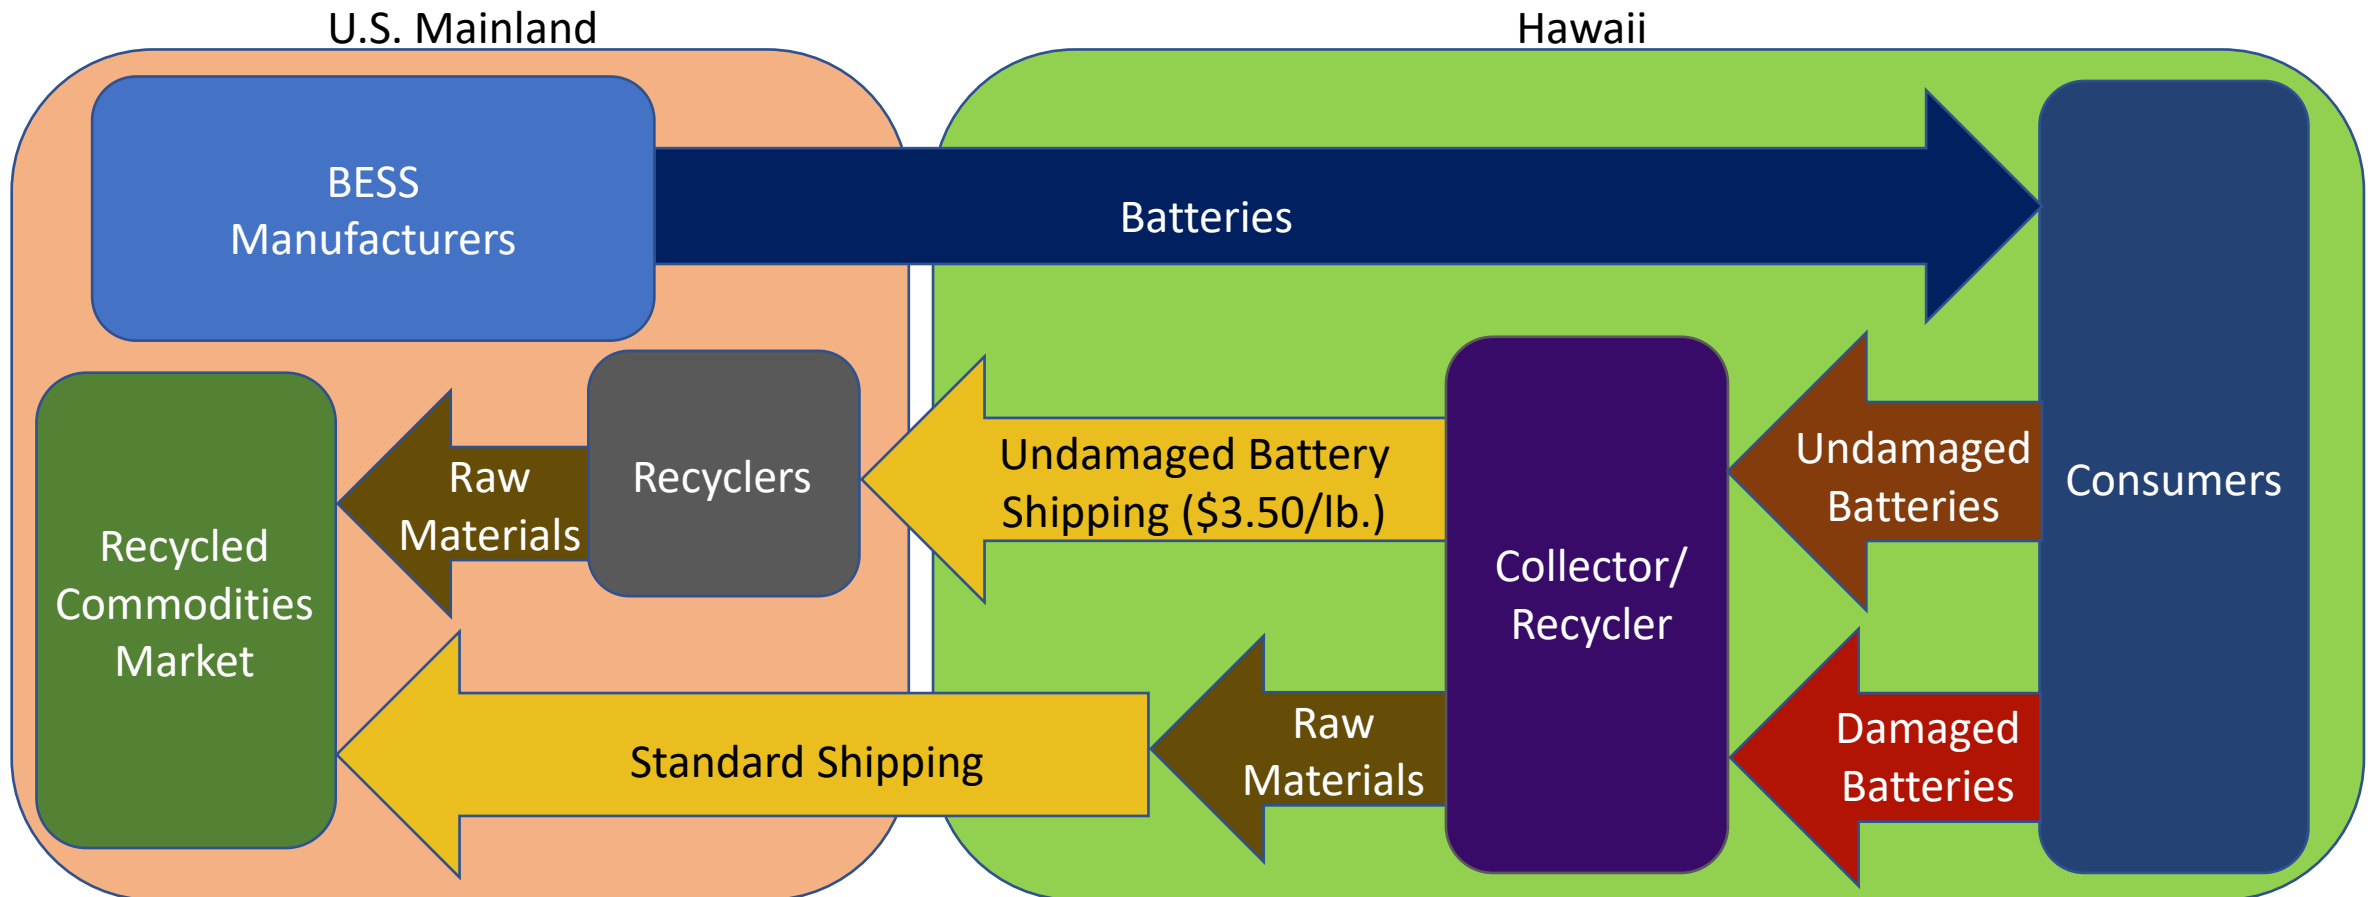 U.S. Mainland
Hawaii
BESS
Manufacturers
Batteries
Recycled
Commodities
Market
Raw
Materials
Recyclers
Undamaged Battery
Shipping ($3.50/lb.)
Collector/
Recycler
Undamaged
Batteries
Consumers
Standard Shipping
Raw
Materials
Damaged
Batteries